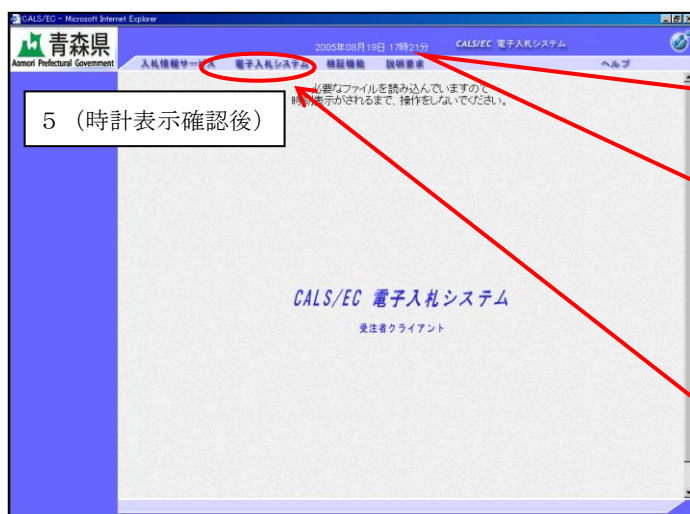 CALS/EC - Microsoft Internet Explorer
青森県
Aomori Prefectural Government
2005年08月19日 17時21分
CALS/EC 電子入札システム
入札情報サービス 電子入札システム 検証機能 説明要求 ヘルプ
必要なファイルを読み込んでいますので
時刻表示がされるまで、操作をしないでください。
5（時計表示確認後）
CALS/EC 電子入札システム
受注者クライアント